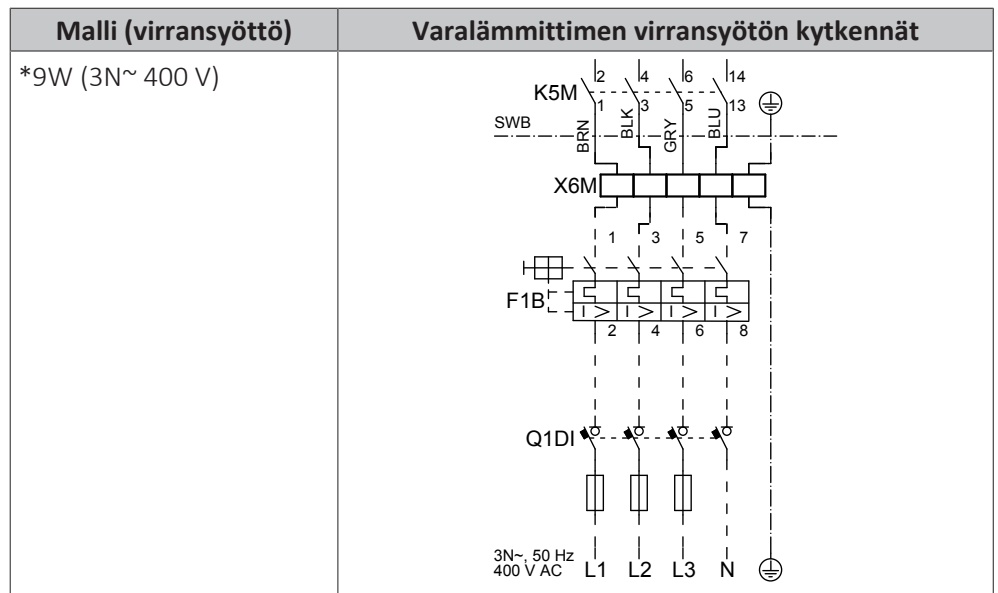 Malli (virransyöttö) Varalämmittimen virransyötön kytkennät
*9W (3N~ 400 V)
2 4 6 14
K5M
1 3 5 13
SWB
BRN BLK GRY BLU
X6M
1 3 5 7
F1B
I > I > I > I >
2 4 6 8
Q1DI
3N~, 50 Hz
400 V AC L1 L2 L3 N